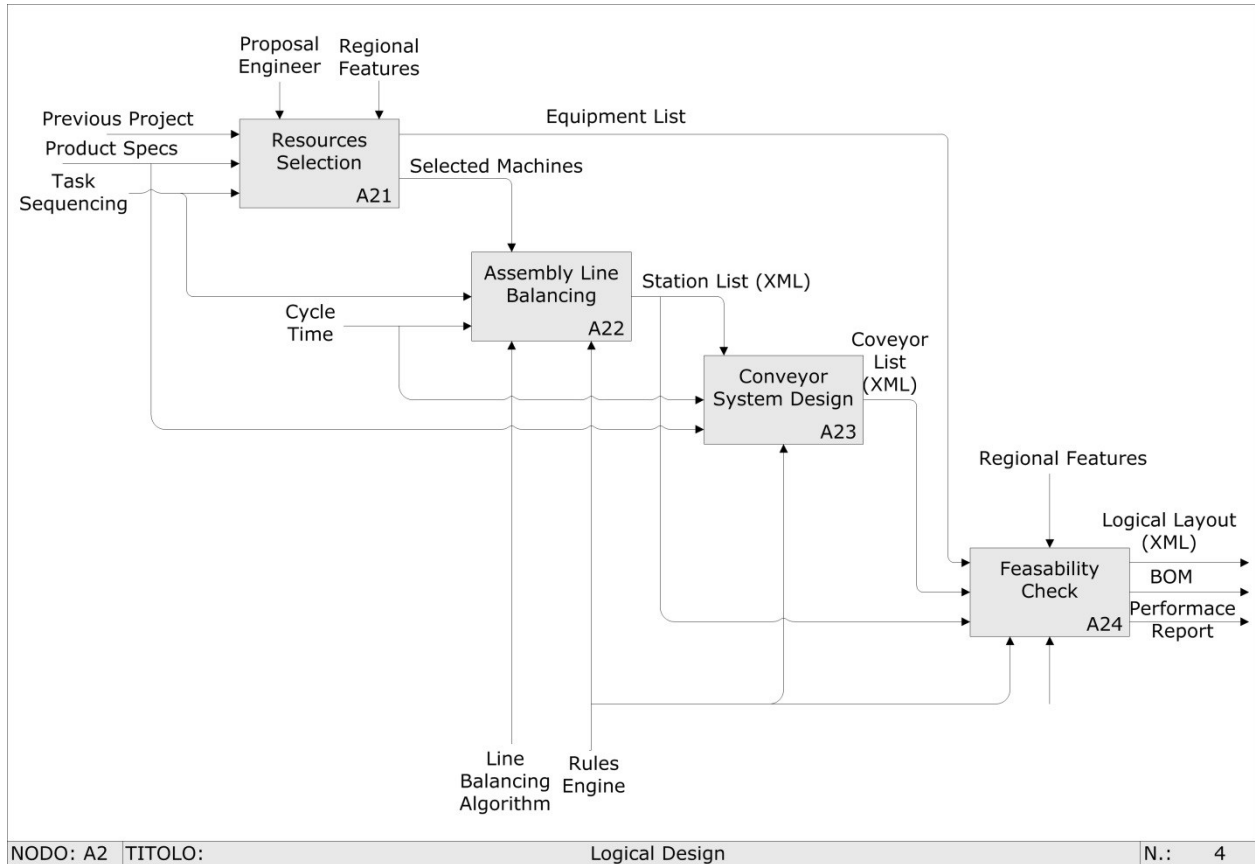 Proposal
Engineer
Regional
Features
Previous Project
Product Specs
Task
Sequencing
Resources
Selection
A21
Equipment List
Selected Machines
Assembly Line
Balancing
A22
Station List (XML)
Cycle
Time
Coveyor
List
(XML)
Conveyor
System Design
A23
Regional Features
Logical Layout
(XML)
Feasability
Check
A24
BOM
Performace
Report
Line
Balancing
Algorithm
Rules
Engine
NODO: A2 TITOLO: Logical Design N.: 4